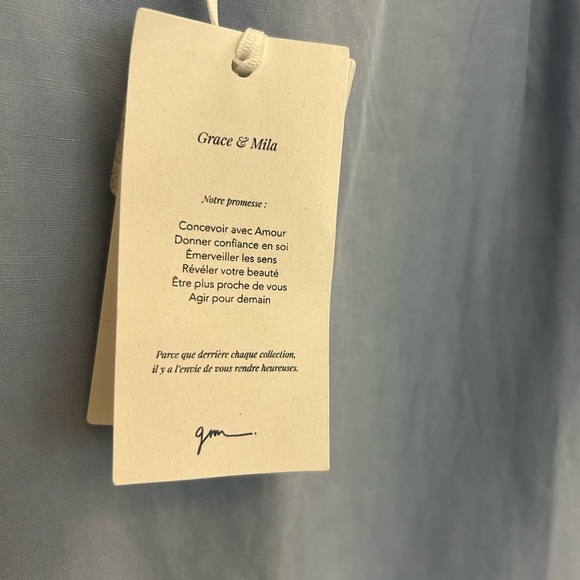 Grace & Mila
Notre promesse :
Concevoir avec Amour
Donner confiance en soi
Émerveiller les sens
Révéler votre beauté
Être plus proche de vous
Agir pour demain
Parce que derrière chaque collection,
il y a l'envie de vous rendre heureuses.
gm.